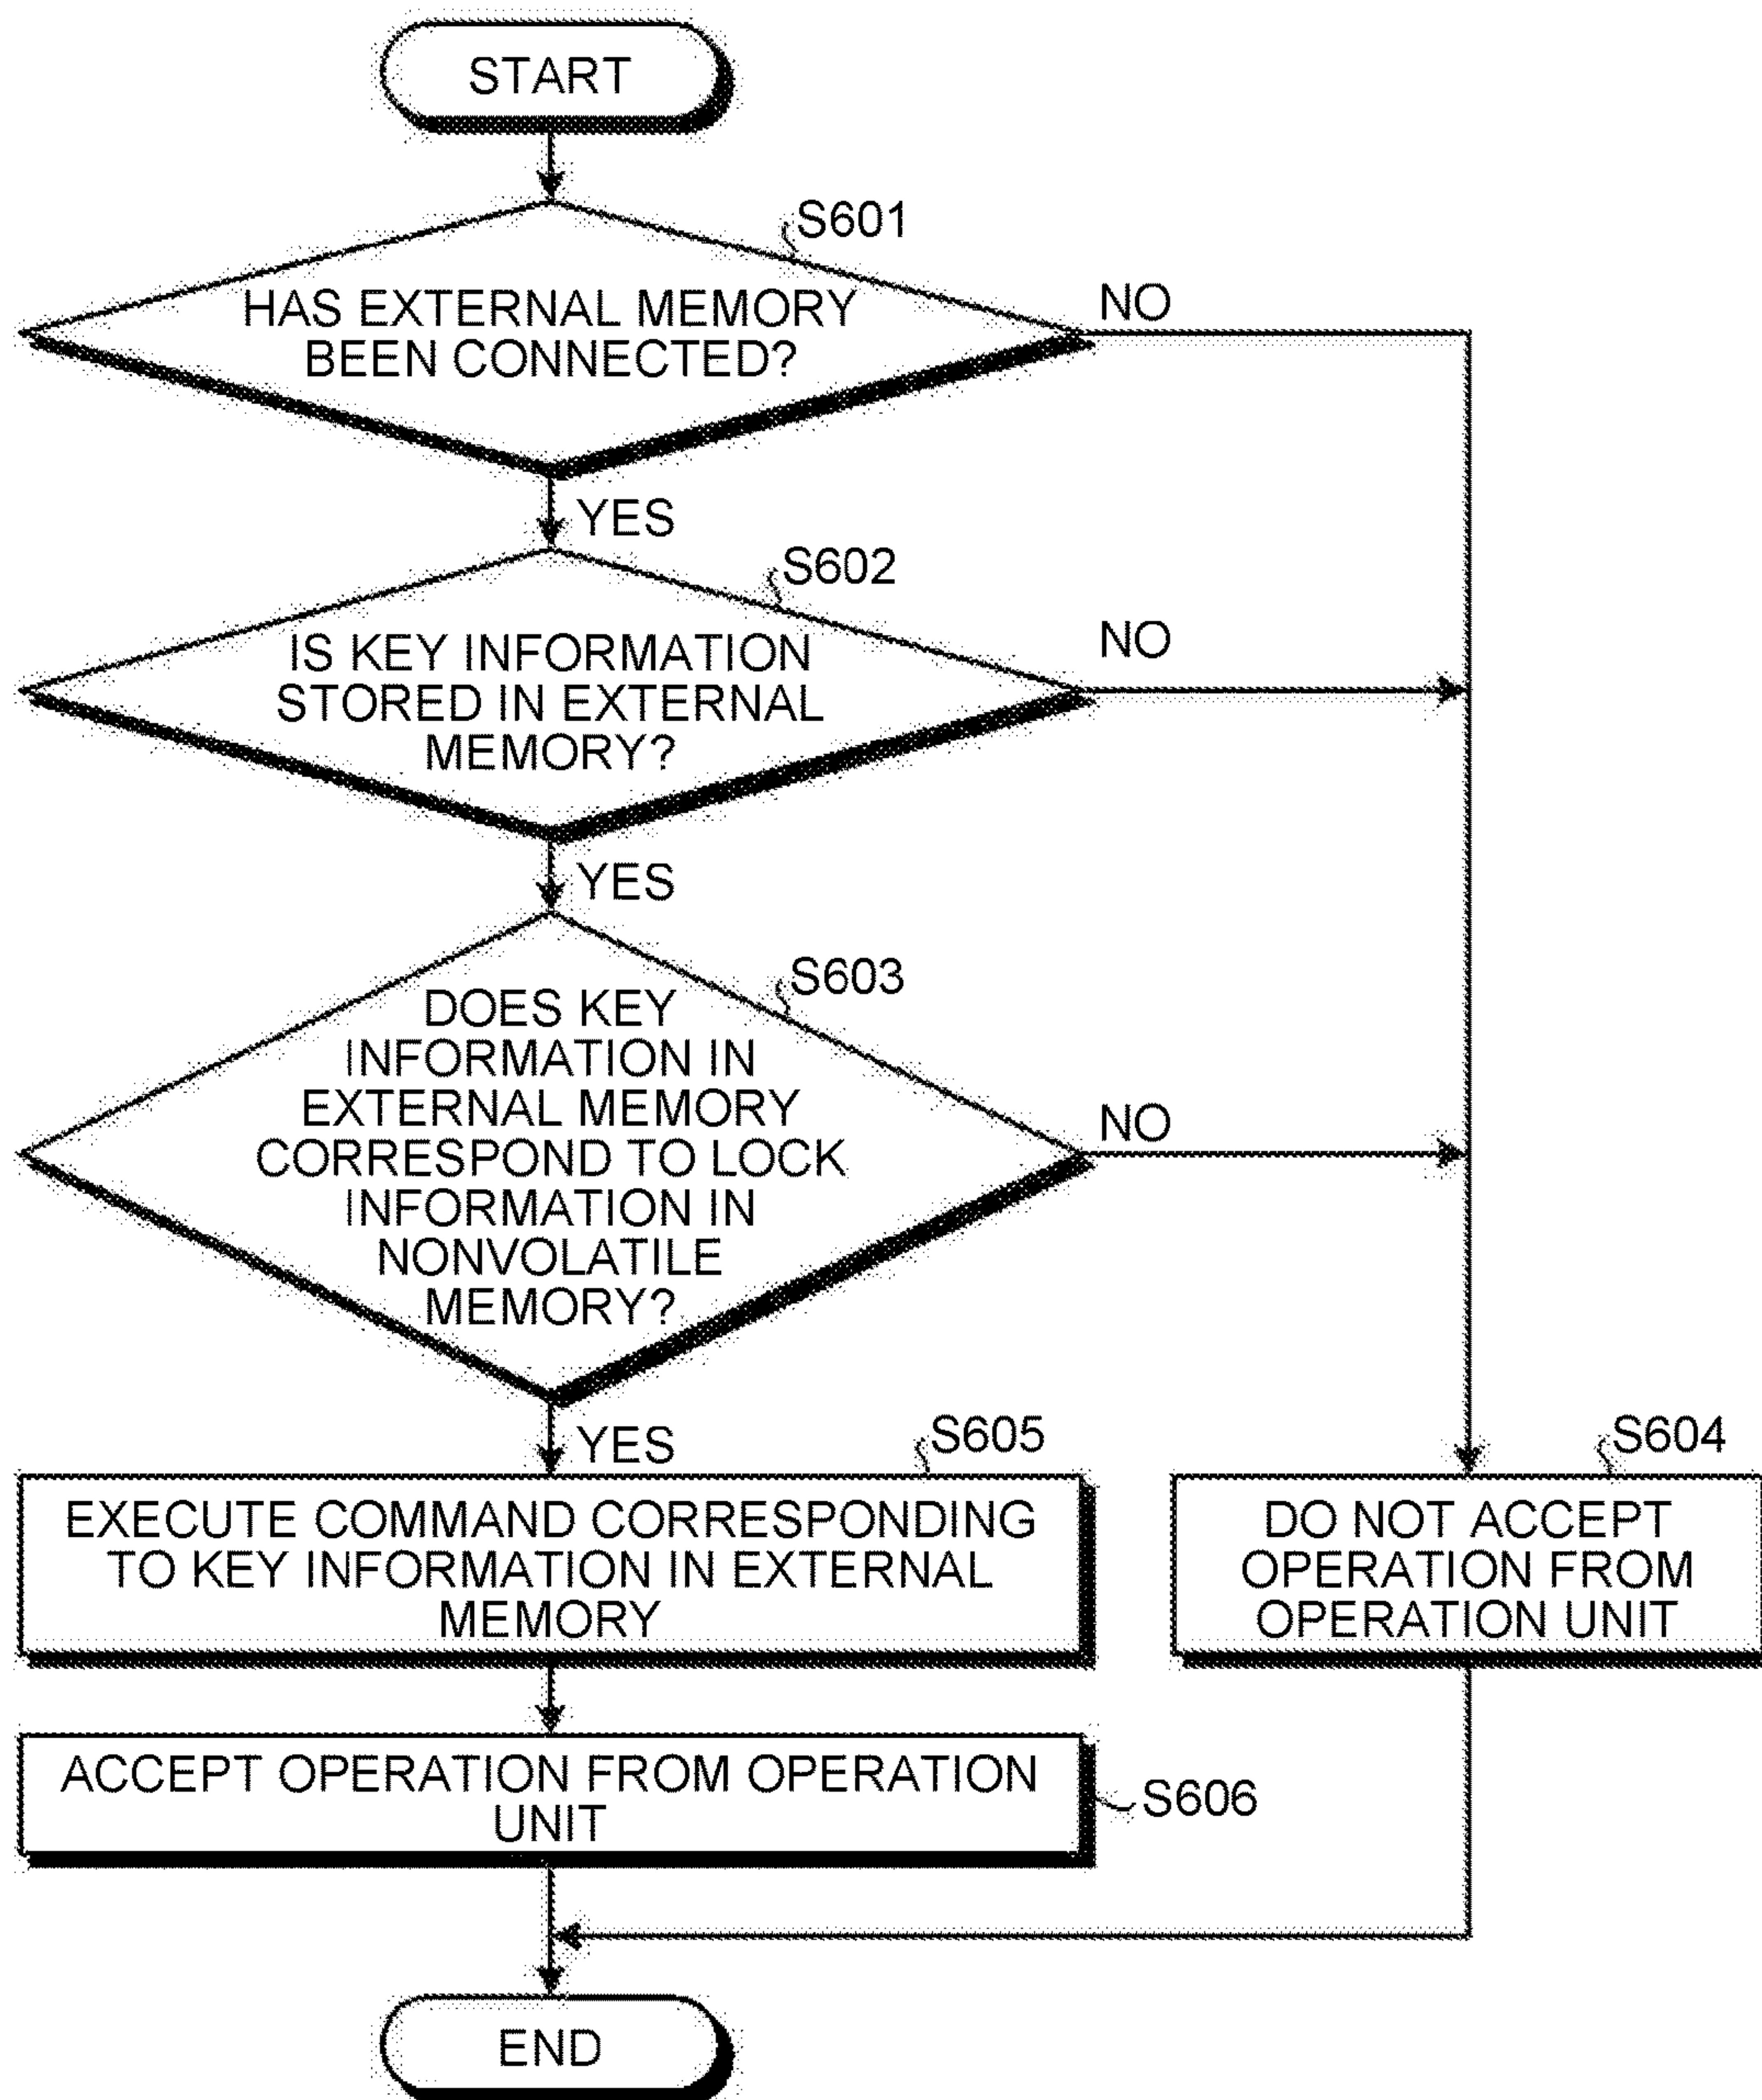 START
S601
HAS EXTERNAL MEMORY
BEEN CONNECTED?
NO
YES
S602
IS KEY INFORMATION
STORED IN EXTERNAL
MEMORY?
NO
YES
S603
DOES KEY
INFORMATION IN
EXTERNAL MEMORY
CORRESPOND TO LOCK
INFORMATION IN
NONVOLATILE
MEMORY?
NO
YES
S605
EXECUTE COMMAND CORRESPONDING
TO KEY INFORMATION IN EXTERNAL
MEMORY
S604
DO NOT ACCEPT
OPERATION FROM
OPERATION UNIT
ACCEPT OPERATION FROM OPERATION
UNIT
S606
END